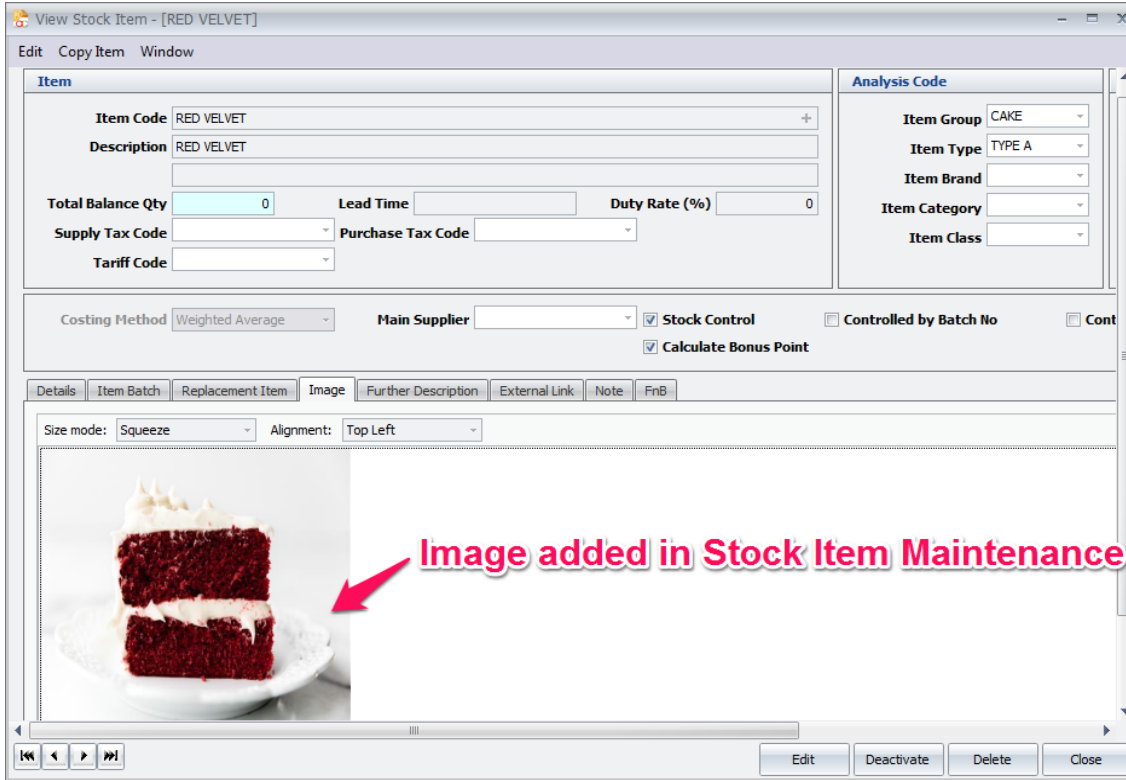 View Stock Item - [RED VELVET]
Edit Copy Item Window
Item
Analysis Code
Item Code RED VELVET
Item Group CAKE
Description RED VELVET
Item Type TYPE A
Item Brand
Total Balance Qty 0 Lead Time Duty Rate (%) 0
Item Category
Supply Tax Code Purchase Tax Code
Item Class
Tariff Code
Costing Method Weighted Average Main Supplier Stock Control Controlled by Batch No Cont
Calculate Bonus Point
Details Item Batch Replacement Item Image Further Description External Link Note FnB
Size mode: Squeeze Alignment: Top Left
Image added in Stock Item Maintenance
Edit Deactivate Delete Close